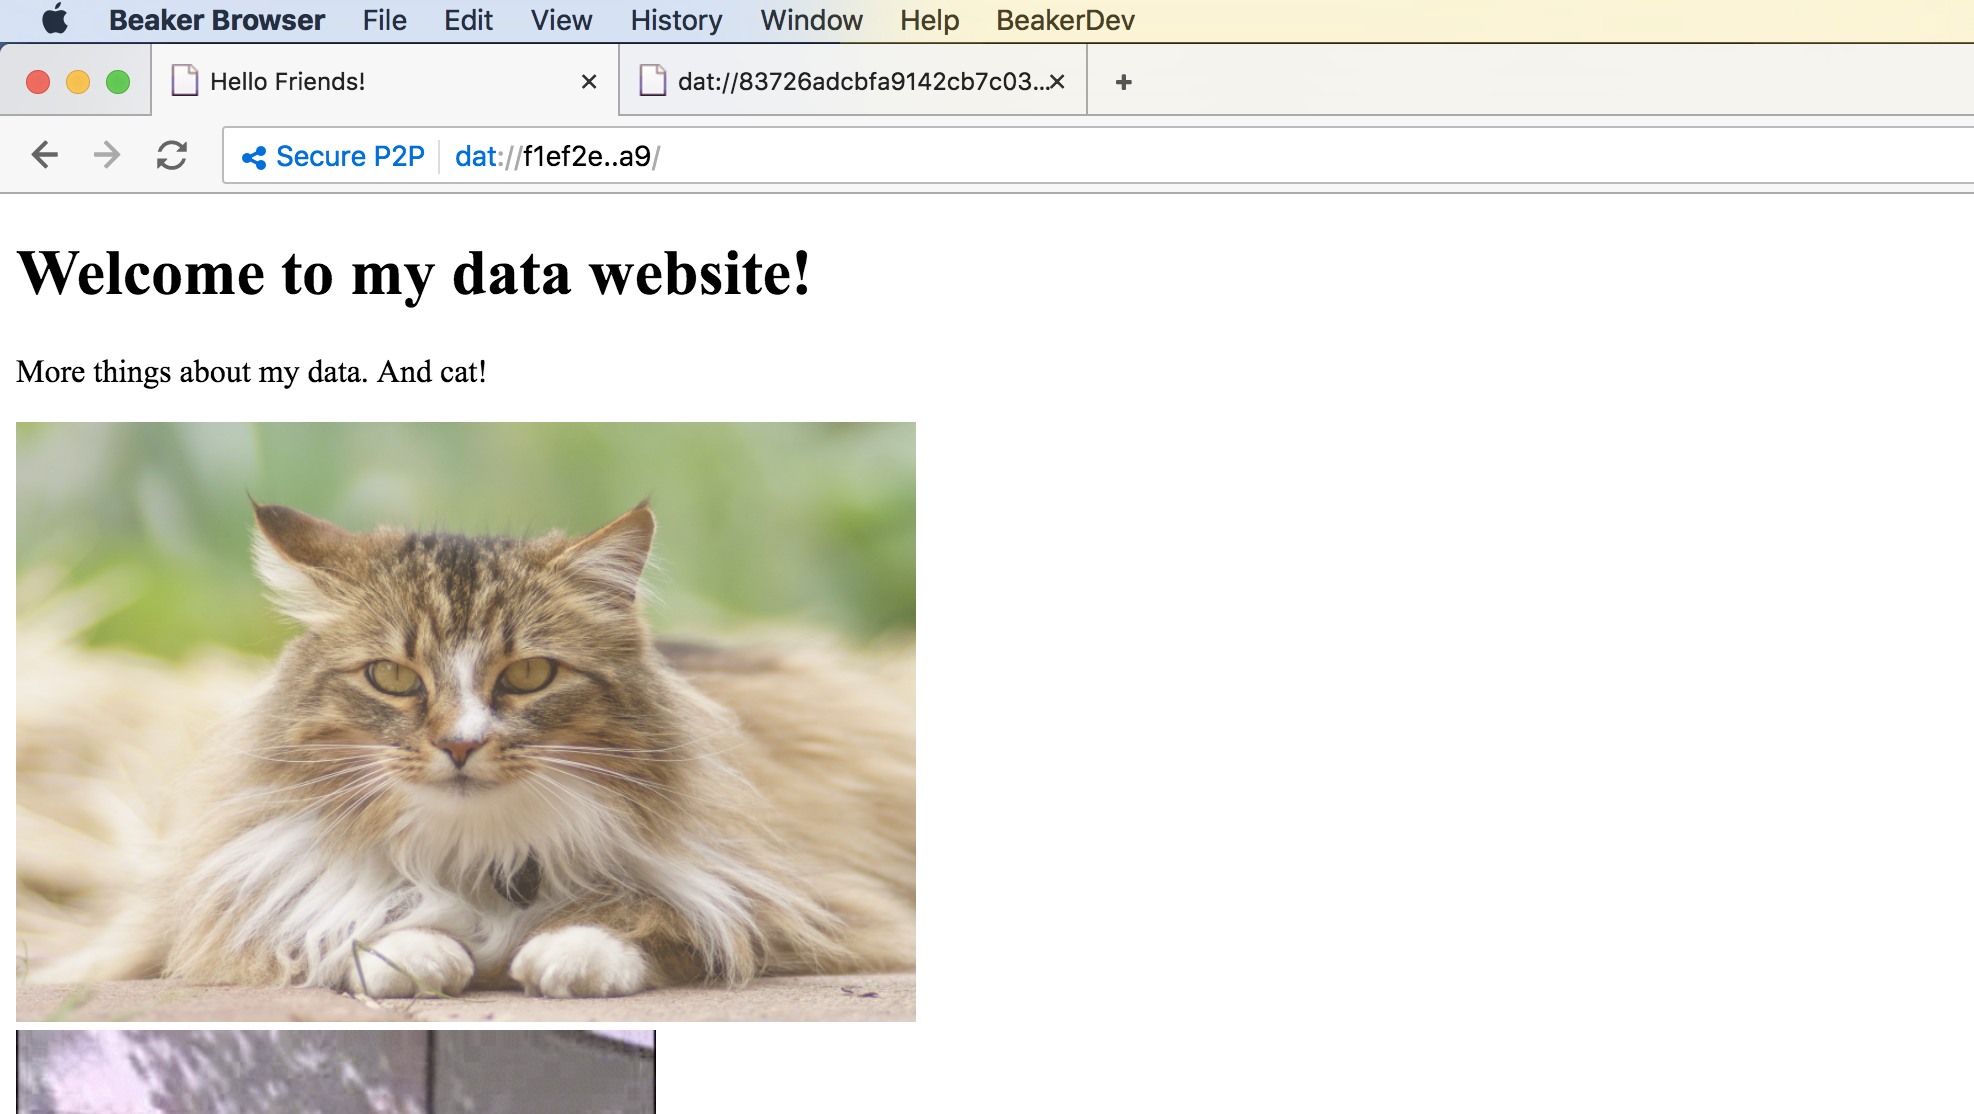 Beaker Browser File Edit View History Window Help BeakerDev
Hello Friends! dat://83726adcbfa9142cb7c03...
Secure P2P dat://f1ef2e..a9/
Welcome to my data website!
More things about my data. And cat!